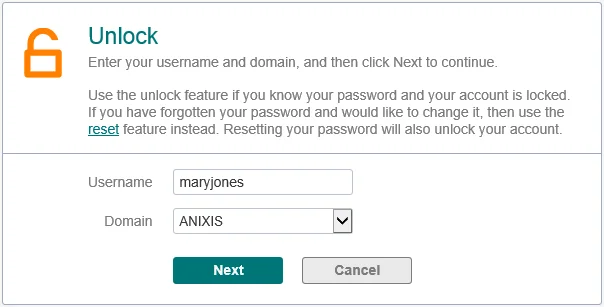 Unlock
Enter your username and domain, and then click Next to continue.
Use the unlock feature if you know your password and your account is locked.
If you have forgotten your password and would like to change it, then use the
reset feature instead. Resetting your password will also unlock your account.
Username maryjones
Domain ANIXIS
Next Cancel